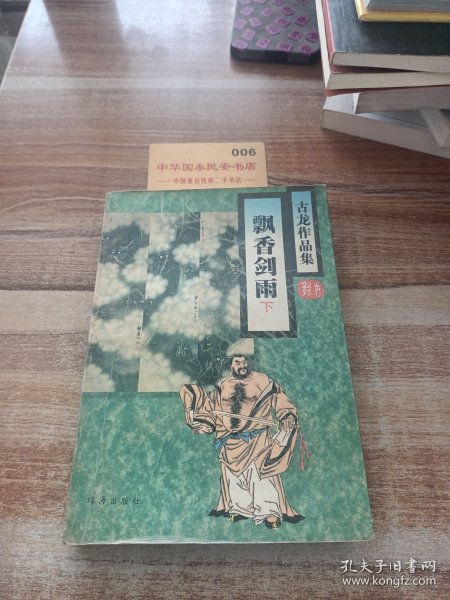 006
中华国泰民安书店
中国著名铁麻二手书店
古龙作品集
飘香剑雨
下
珠海出版社
孔夫子旧书网
www.kongfz.com